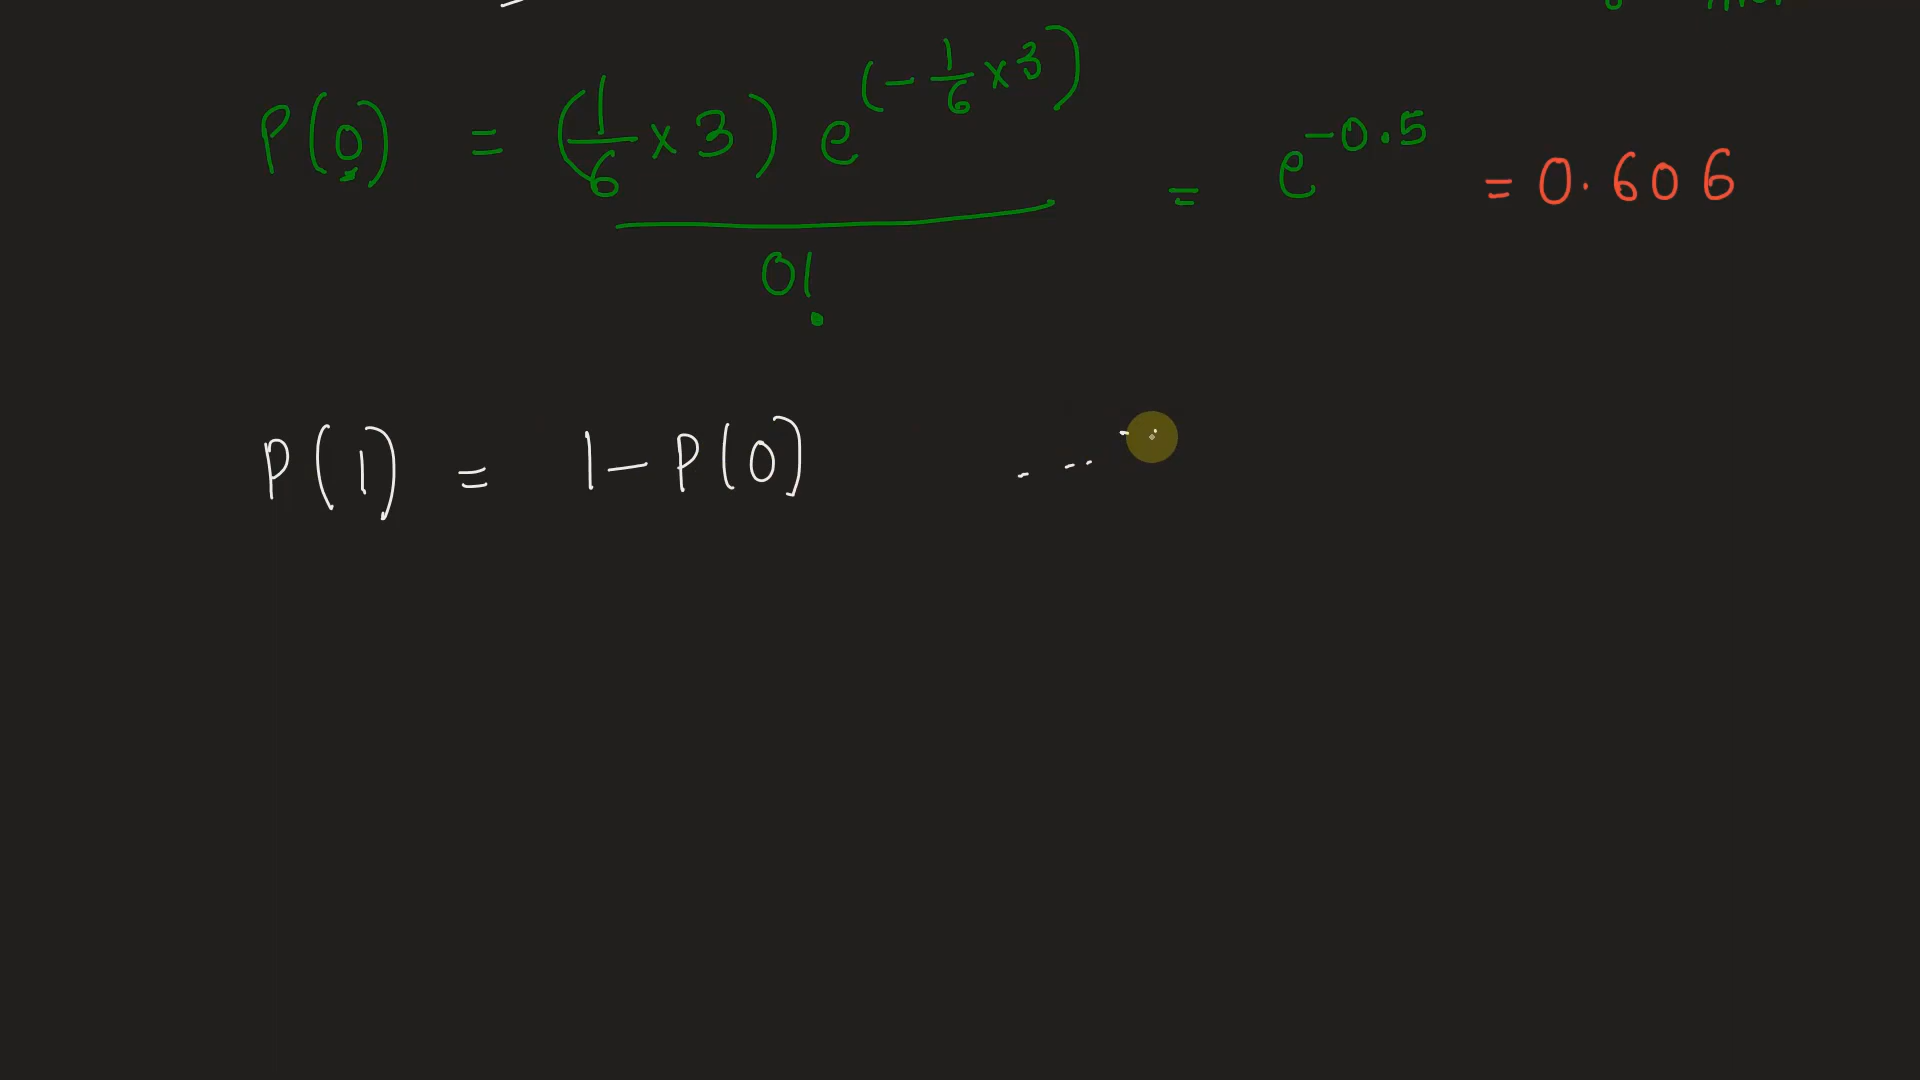 P(0) = (1/6 × 3) e^(-1/6 × 3) / 0! = e^-0.5 = 0.606
P(1) = 1 - P(0)